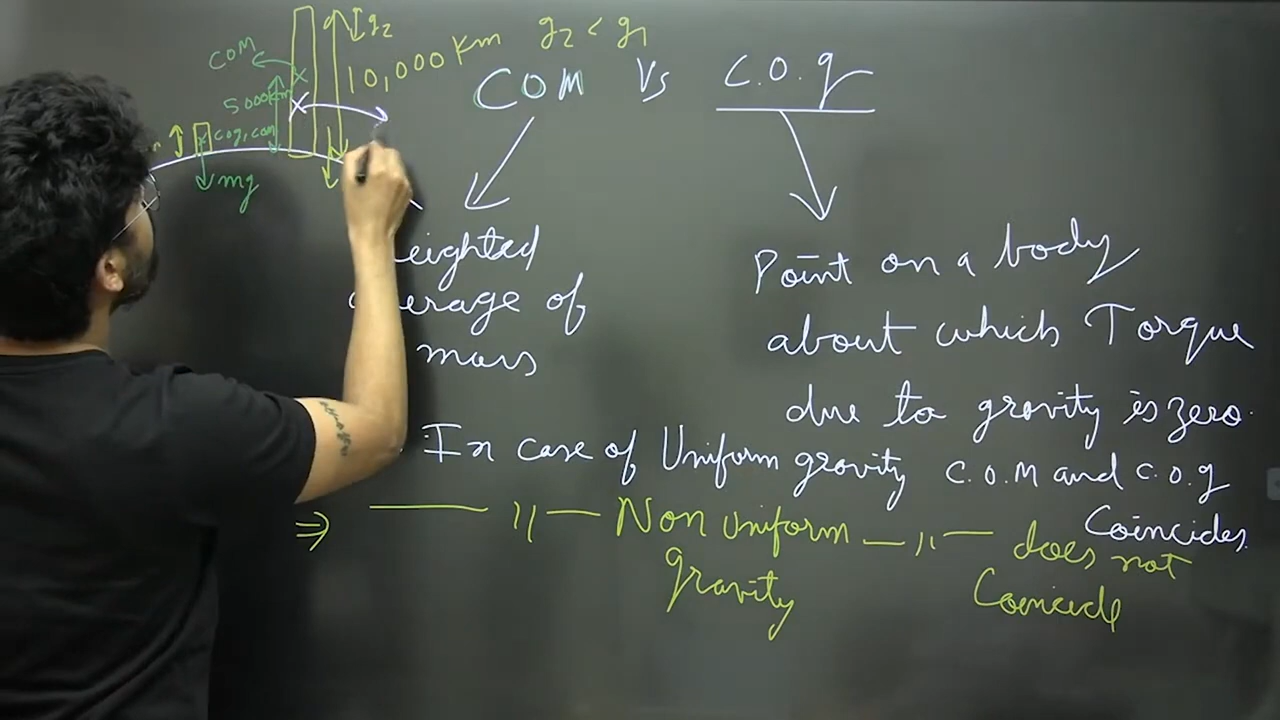 g2
10,000 Km g2 < g1
COM
5000Km
cog, com
mg
COM Vs C.O.g
eighted
erage of
mass
Point on a body
about which Torque
due to gravity is zero.
In case of Uniform gravity C.O.M and C.O.g
Coincides.
⇒ —— 〃 — Non uniform — 〃 — does not
gravity Coincide